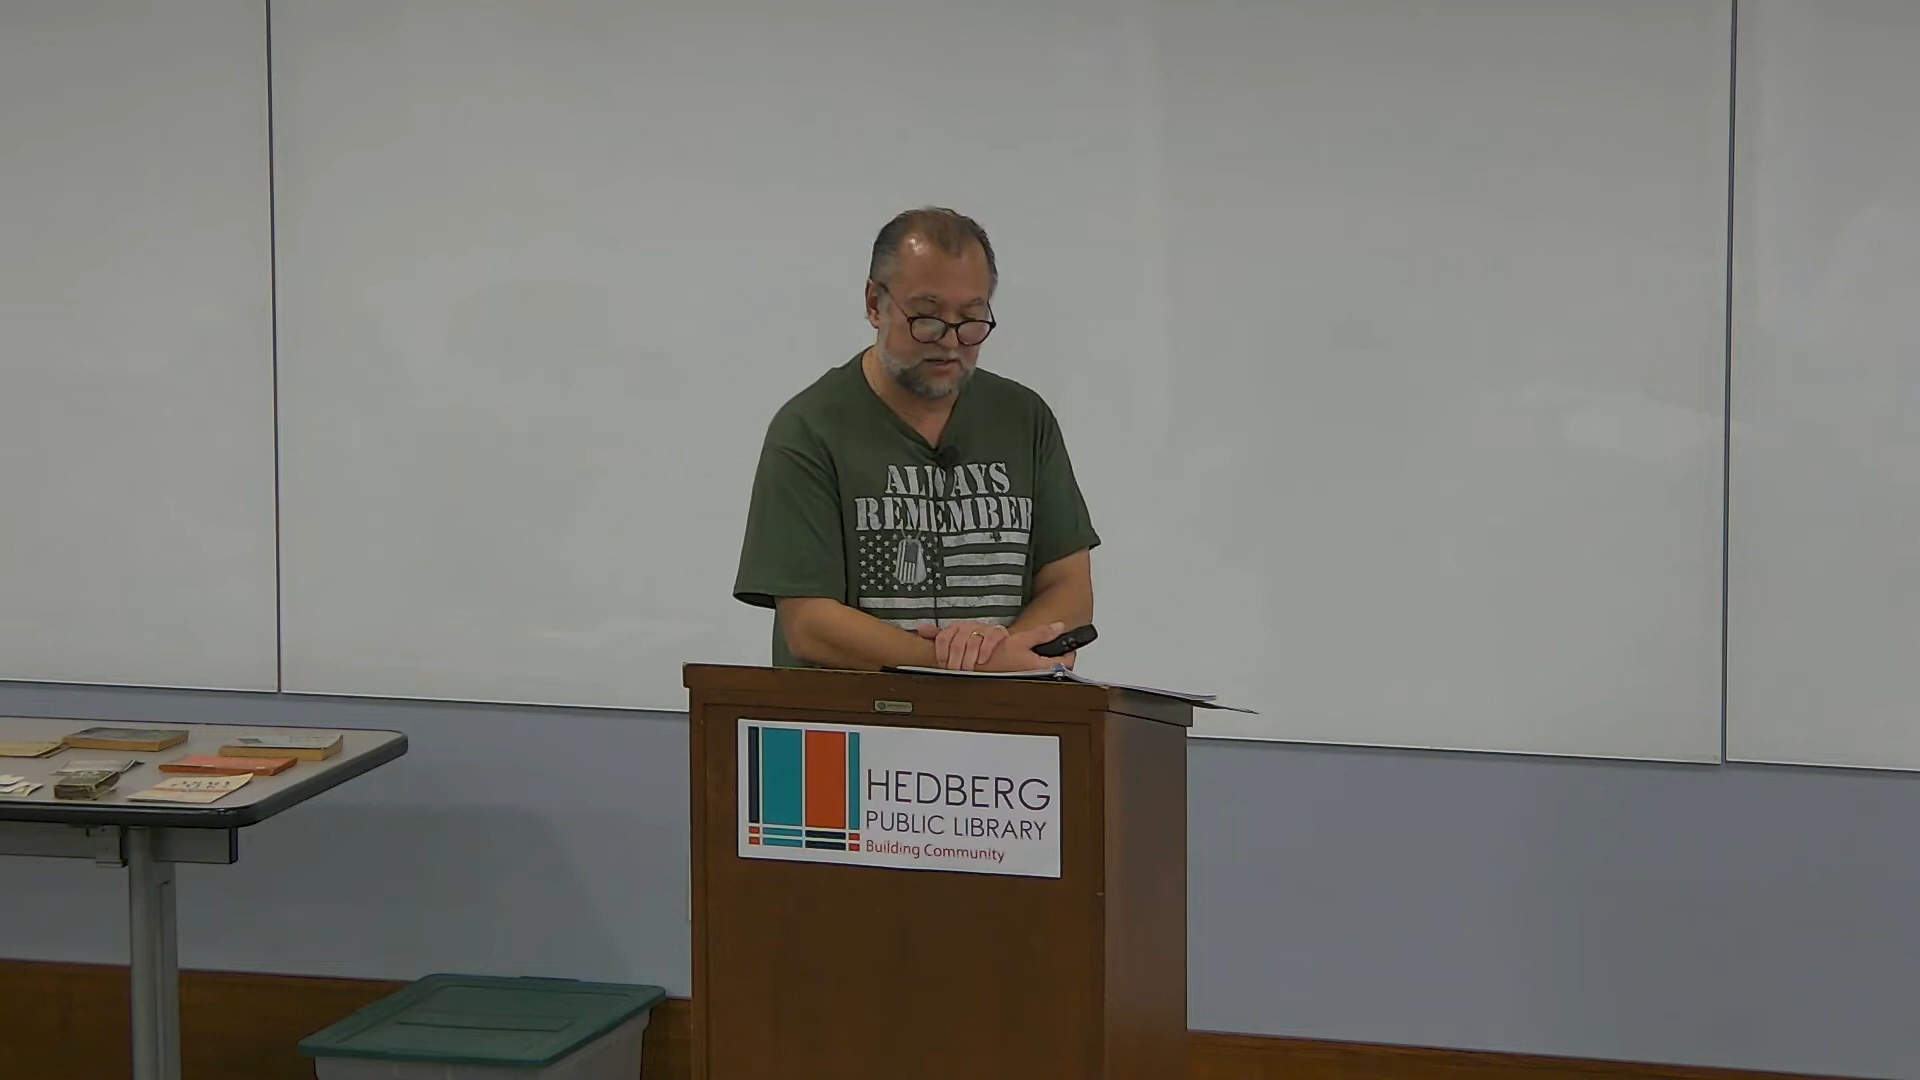 ALWAYS
REMEMBER
HEDBERG
PUBLIC LIBRARY
Building Community